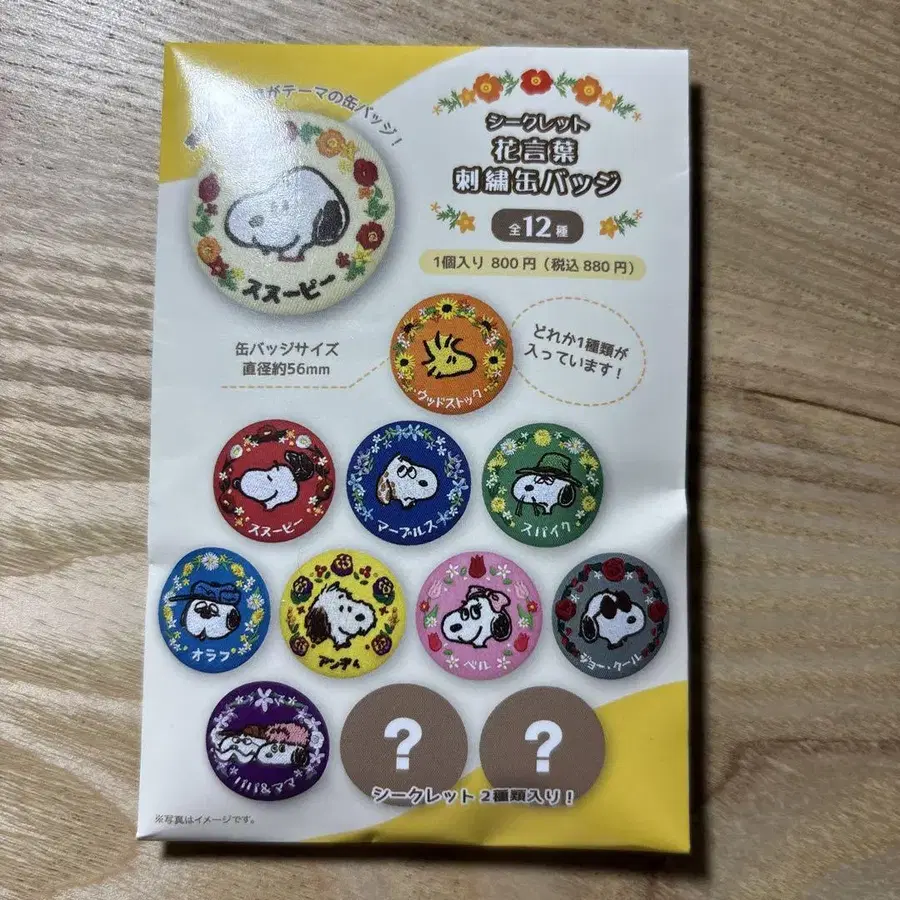 がテーマの缶バッジ!
スヌーピー
シークレット
花言葉
刺繍缶バッジ
全12種
1個入り 800円(税込880円)
缶バッジサイズ
直径約56mm
どれか1種類が
入っています!
ウッドストック
スヌーピー
マーブルス
スパイク
オラフ
アンディ
ベル
ジョー・クール
パパ&ママ
?
?
シークレット2種類入り!
※写真はイメージです。